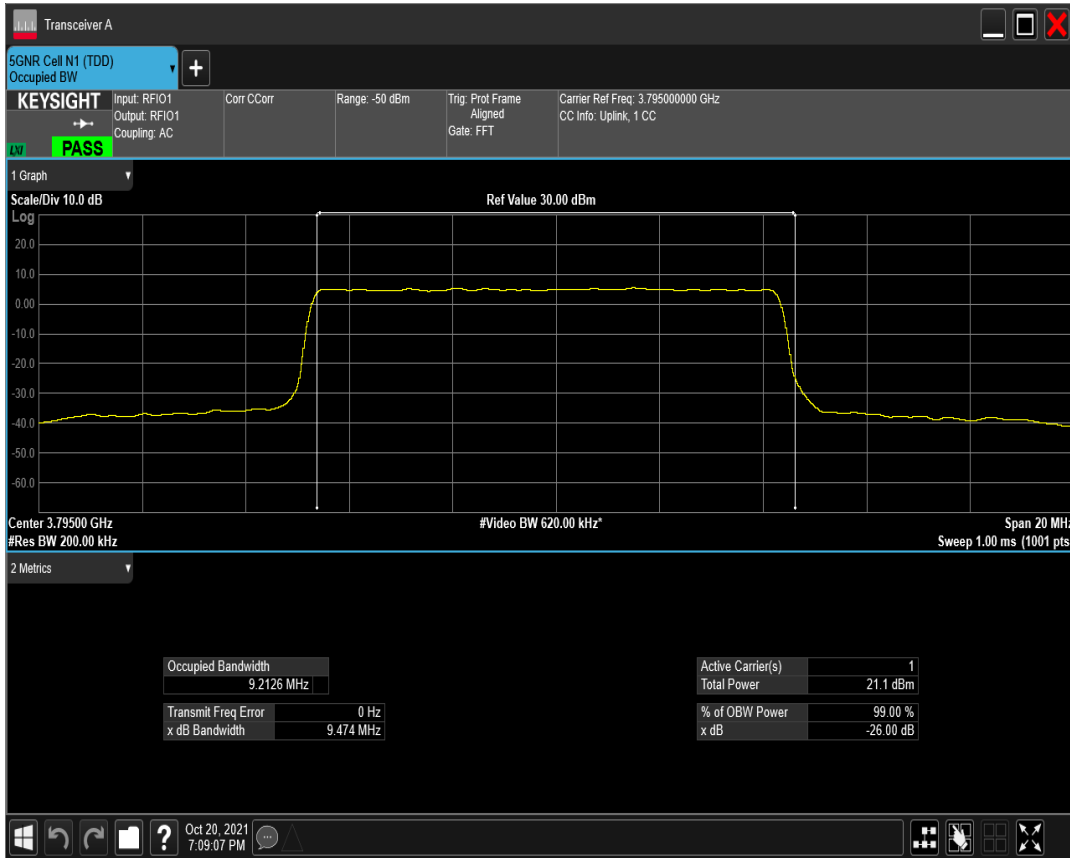 Transceiver A
5GNR Cell N1 (TDD)
Occupied BW
+
KEYSIGHT
LXI
PASS
Input: RFIO1
Output: RFIO1
Coupling: AC
Corr CCorr
Range: -50 dBm
Trig: Prot Frame
Aligned
Gate: FFT
Carrier Ref Freq: 3.795000000 GHz
CC Info: Uplink, 1 CC
1 Graph
Scale/Div 10.0 dB
Ref Value 30.00 dBm
Log
20.0
10.0
0.00
-10.0
-20.0
-30.0
-40.0
-50.0
-60.0
Center 3.79500 GHz
#Video BW 620.00 kHz*
Span 20 MHz
#Res BW 200.00 kHz
Sweep 1.00 ms (1001 pts
2 Metrics
Occupied Bandwidth
9.2126 MHz
Transmit Freq Error 0 Hz
x dB Bandwidth 9.474 MHz
Active Carrier(s) 1
Total Power 21.1 dBm
% of OBW Power 99.00 %
x dB -26.00 dB
?
Oct 20, 2021
7:09:07 PM